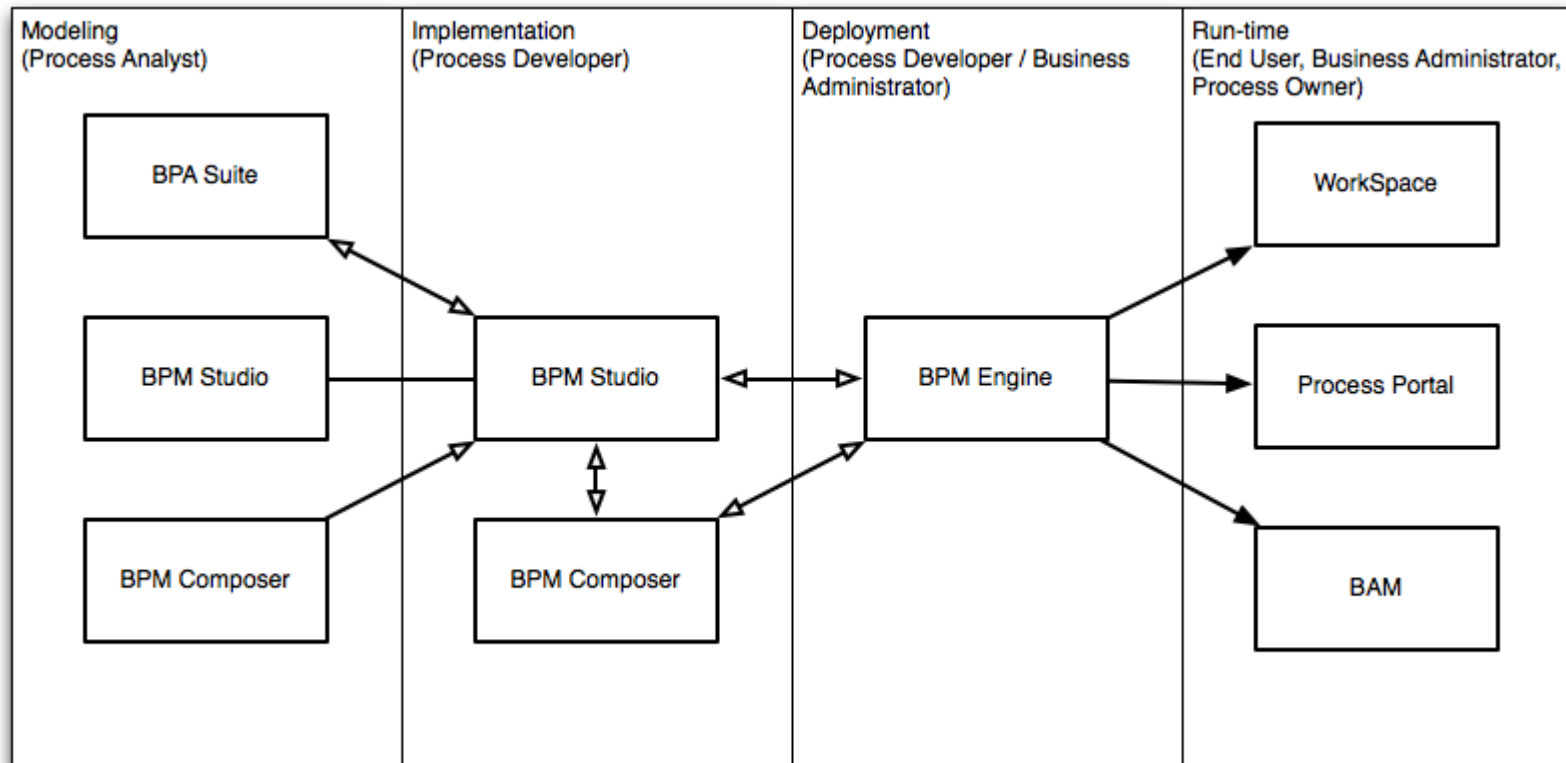 Modeling
(Process Analyst)
Implementation
(Process Developer)
Deployment
(Process Developer / Business
Administrator)
Run-time
(End User, Business Administrator,
Process Owner)
BPA Suite
WorkSpace
BPM Studio
BPM Studio
BPM Engine
Process Portal
BPM Composer
BPM Composer
BAM